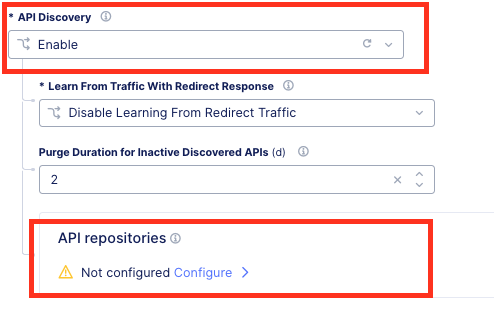 * API Discovery
Enable
* Learn From Traffic With Redirect Response
Disable Learning From Redirect Traffic
Purge Duration for Inactive Discovered APIs (d)
2
API repositories
Not configured Configure